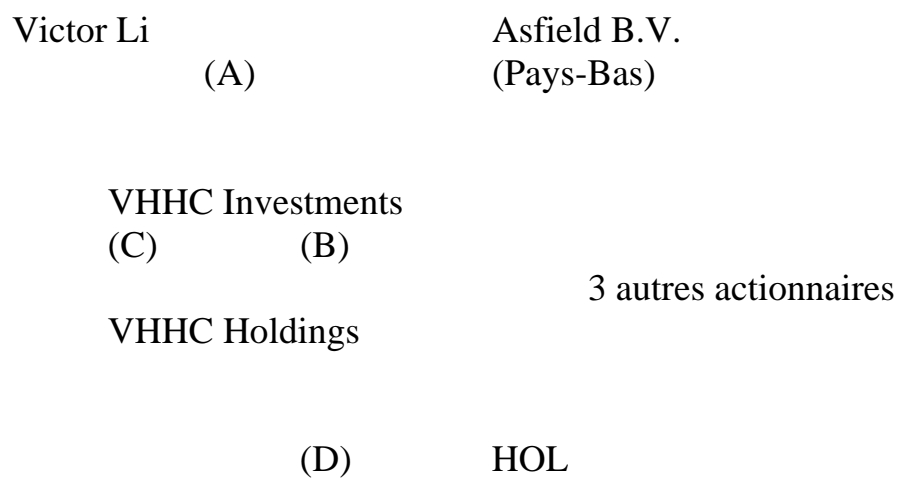 Victor Li Asfield B.V.
(A) (Pays-Bas)
VHHC Investments
(C) (B)
3 autres actionnaires
VHHC Holdings
(D) HOL